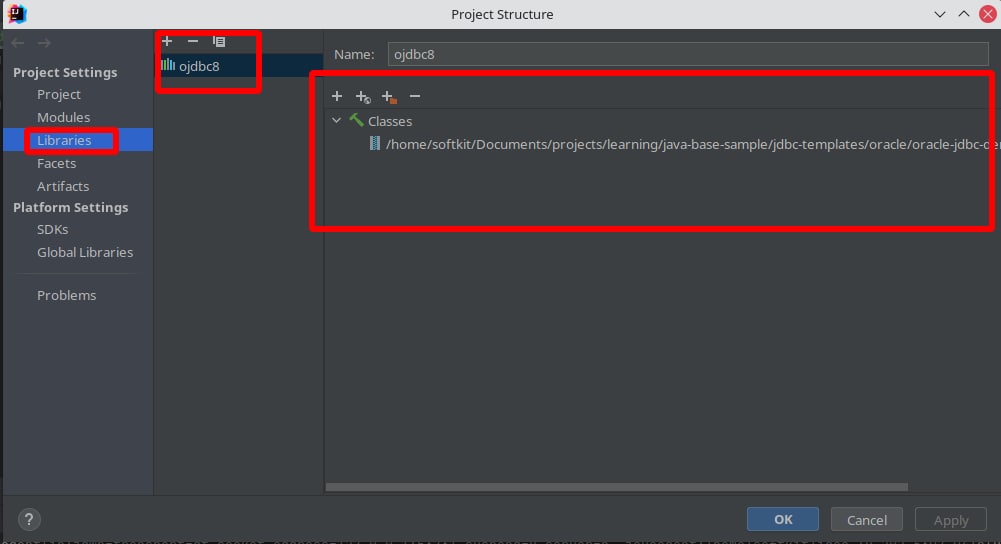 Project Structure
Project Settings
Project
Modules
Libraries
Facets
Artifacts
Platform Settings
SDKs
Global Libraries
Problems
ojdbc8
Name: ojdbc8
Classes
/home/softkit/Documents/projects/learning/java-base-sample/jdbc-templates/oracle/oracle-jdbc-de
? OK Cancel Apply